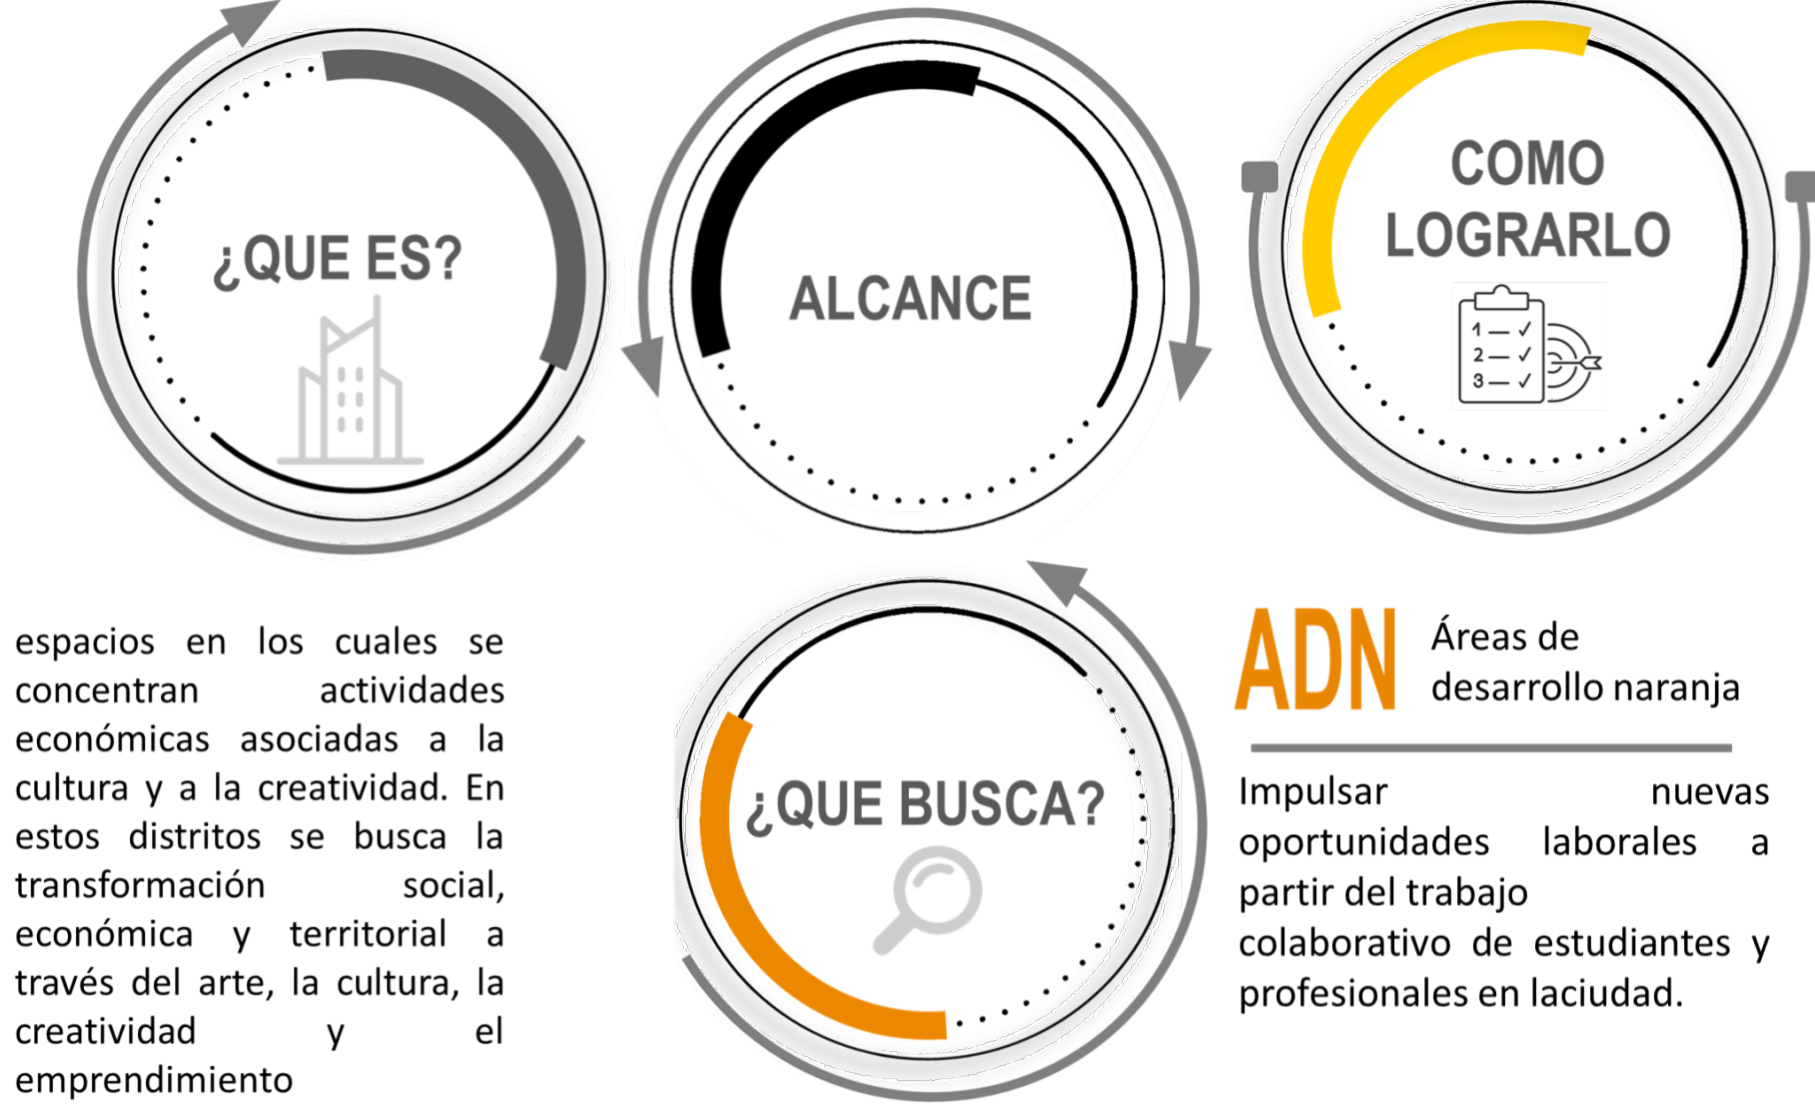 ¿QUE ES?
ALCANCE
COMO
LOGRARLO
1
2
3
espacios en los cuales se
concentran actividades
económicas asociadas a la
cultura y a la creatividad. En
estos distritos se busca la
transformación social,
económica y territorial a
través del arte, la cultura, la
creatividad y el
emprendimiento
¿QUE BUSCA?
ADN
Áreas de
desarrollo naranja
Impulsar nuevas
oportunidades laborales a
partir del trabajo
colaborativo de estudiantes y
profesionales en laciudad.